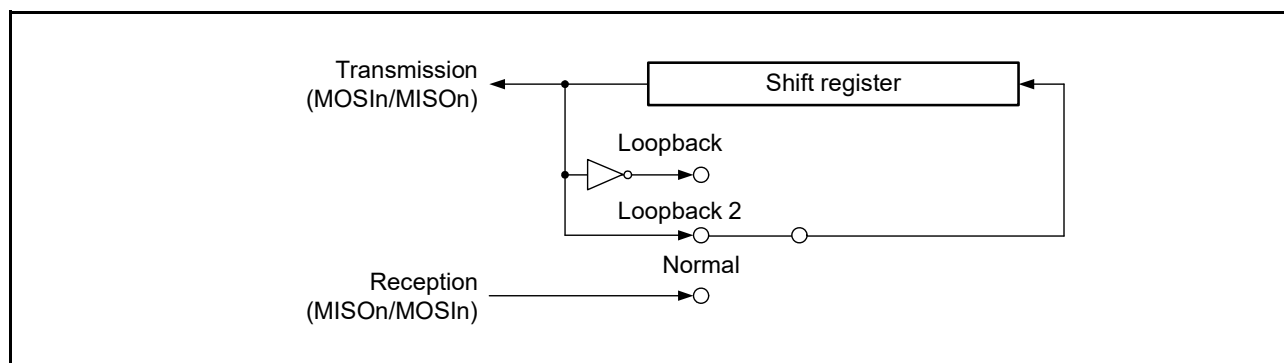 Transmission
(MOSIn/MISOn)
Shift register
Loopback
Loopback 2
Normal
Reception
(MISOn/MOSIn)